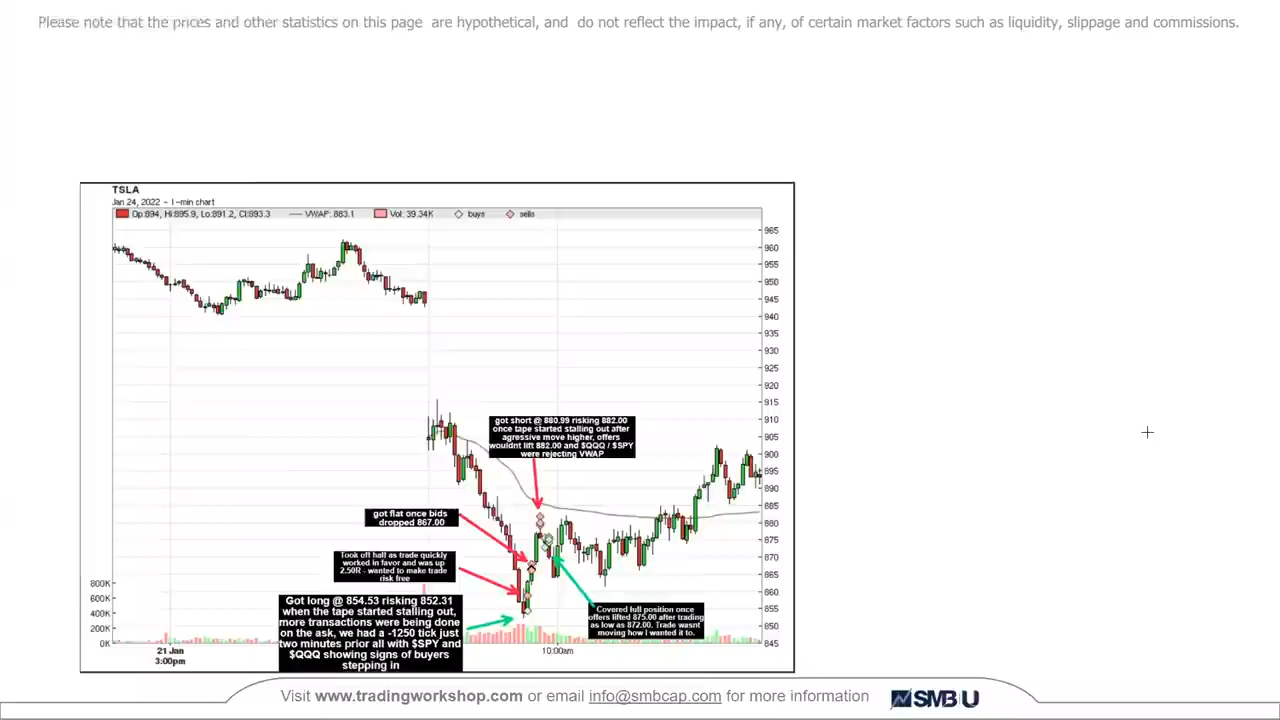 Please note that the prices and other statistics on this page are hypothetical, and do not reflect the impact, if any, of certain market factors such as liquidity, slippage and commissions.
TSLA
Jan 24, 2022 - 1-min chart
Op:894, Hi:895.9, Lo:891.2, Cl:893.3 VWAP: 883.1 Vol: 39.34K buys sells
965
960
955
950
945
940
935
930
925
920
915
910
905
900
895
890
885
880
875
870
865
860
855
850
845
got short @ 880.99 risking 882.00
once tape started stalling out after
agressive move higher, offers
wouldnt lift 882.00 and $QQQ / $SPY
were rejecting VWAP
got flat once bids
dropped 867.00
Took off half as trade quickly
worked in favor and was up
2.50R - wanted to make trade
risk free
Got long @ 854.53 risking 852.31
when the tape started stalling out,
more transactions were being done
on the ask, we had a -1250 tick just
two minutes prior all with $SPY and
$QQQ showing signs of buyers
stepping in
Covered full position once
offers lifted 875.00 after trading
as low as 872.00. Trade wasnt
moving how I wanted it to.
800K
600K
400K
200K
0K
21 Jan
3:00pm
10:00am
Visit www.tradingworkshop.com or email info@smbcap.com for more information
SMB U